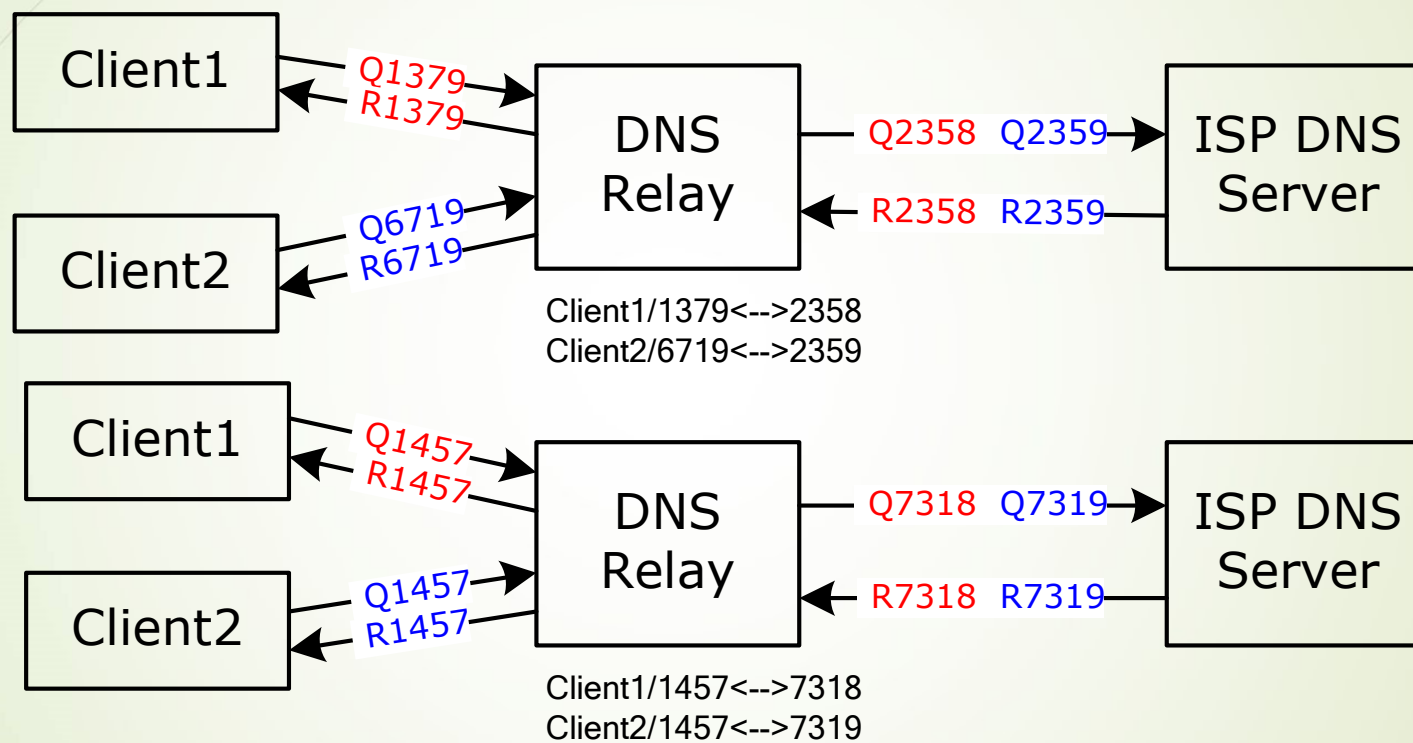 Client1
Q1379
R1379
DNS
Relay
Q2358 Q2359
R2358 R2359
ISP DNS
Server
Client2
Q6719
R6719
Client1/1379<-->2358
Client2/6719<-->2359
Client1
Q1457
R1457
DNS
Relay
Q7318 Q7319
R7318 R7319
ISP DNS
Server
Client2
Q1457
R1457
Client1/1457<-->7318
Client2/1457<-->7319